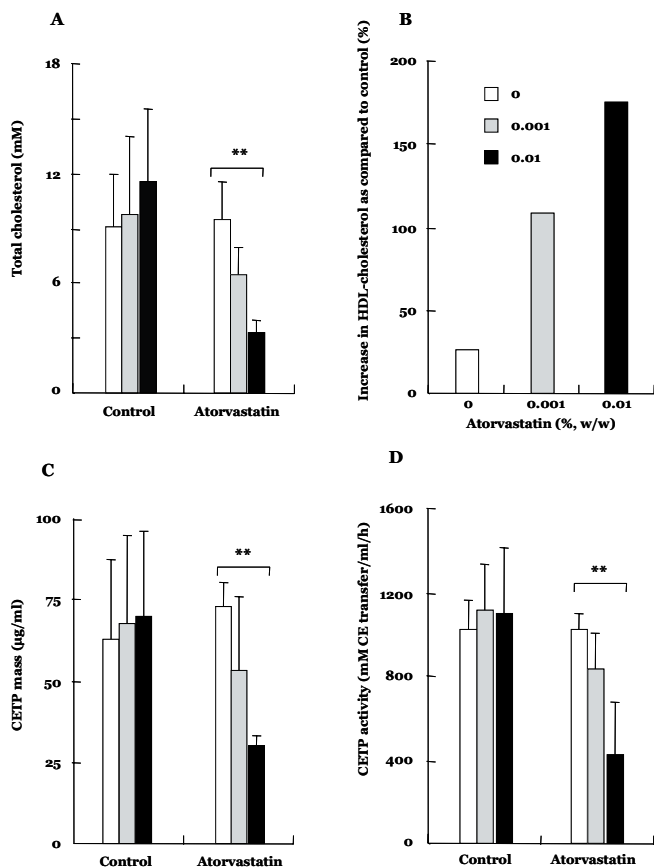 A
Total cholesterol (mM)
18
12
6
0
**
Control
Atorvastatin
B
Increase in HDL-cholesterol as compared to control (%)
200
150
100
50
0
0
0.001
0.01
0
0.001
0.01
Atorvastatin (%, w/w)
C
CETP mass (µg/ml)
100
75
50
25
0
**
Control
Atorvastatin
D
CETP activity (mM CE transfer/ml/h)
1600
1200
800
400
0
**
Control
Atorvastatin